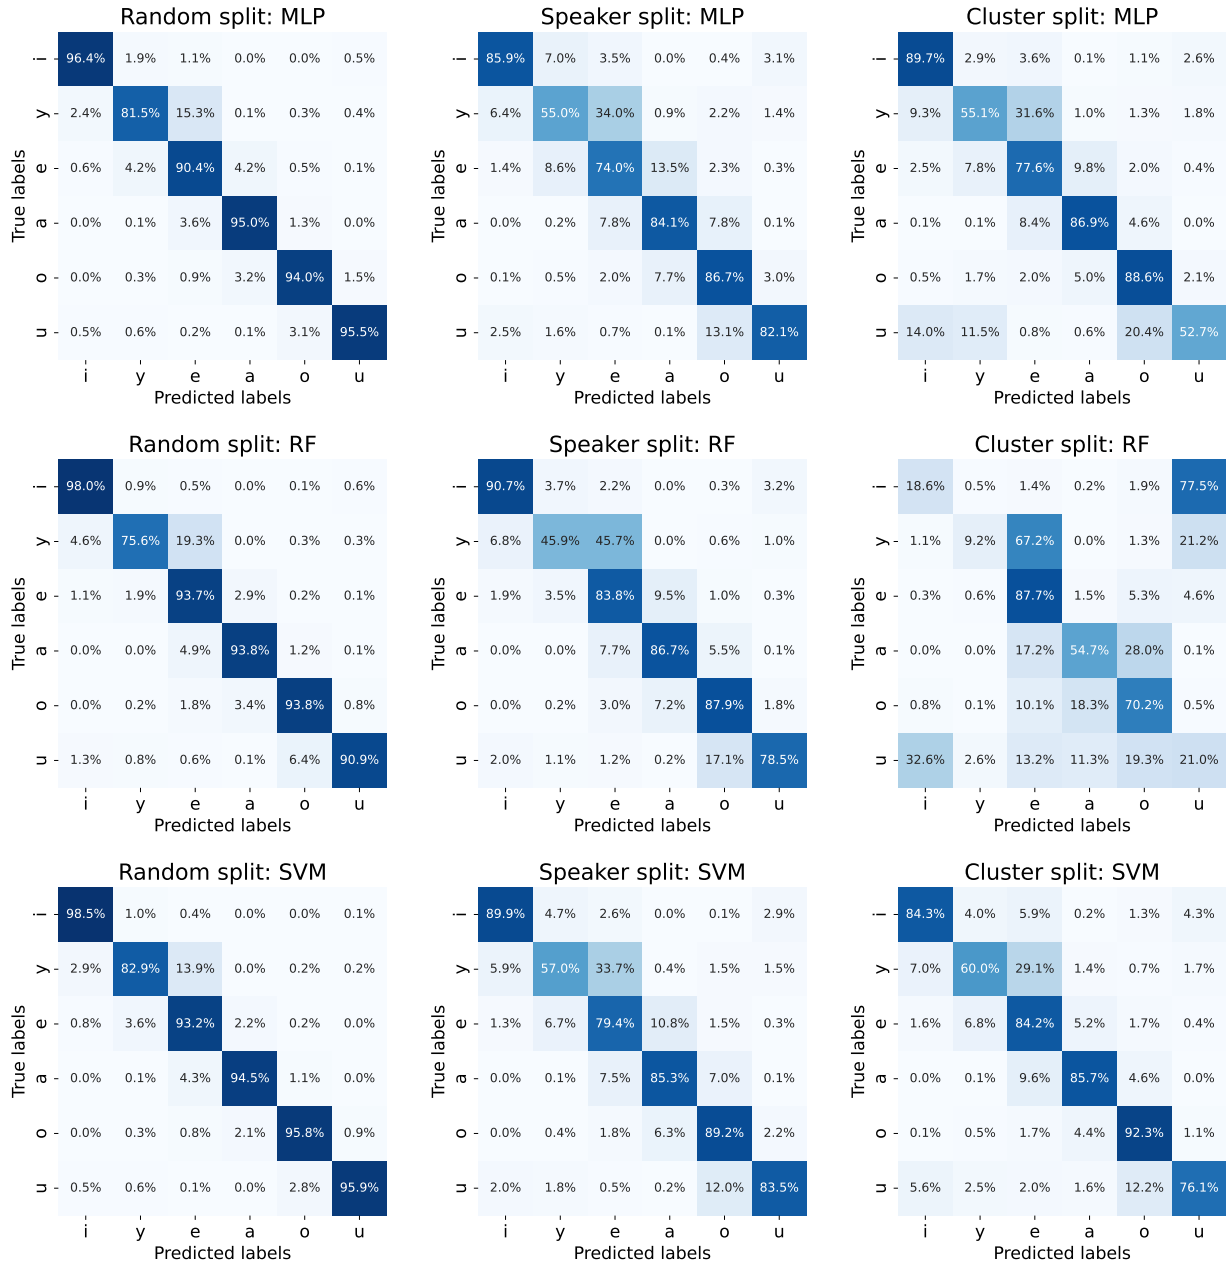 Random split: MLP Speaker split: MLP Cluster split: MLP
i 96.4% 1.9% 1.1% 0.0% 0.0% 0.5% i 85.9% 7.0% 3.5% 0.0% 0.4% 3.1% i 89.7% 2.9% 3.6% 0.1% 1.1% 2.6%
y 2.4% 81.5% 15.3% 0.1% 0.3% 0.4% y 6.4% 55.0% 34.0% 0.9% 2.2% 1.4% y 9.3% 55.1% 31.6% 1.0% 1.3% 1.8%
e 0.6% 4.2% 90.4% 4.2% 0.5% 0.1% e 1.4% 8.6% 74.0% 13.5% 2.3% 0.3% e 2.5% 7.8% 77.6% 9.8% 2.0% 0.4%
True labels True labels True labels
a 0.0% 0.1% 3.6% 95.0% 1.3% 0.0% a 0.0% 0.2% 7.8% 84.1% 7.8% 0.1% a 0.1% 0.1% 8.4% 86.9% 4.6% 0.0%
o 0.0% 0.3% 0.9% 3.2% 94.0% 1.5% o 0.1% 0.5% 2.0% 7.7% 86.7% 3.0% o 0.5% 1.7% 2.0% 5.0% 88.6% 2.1%
u 0.5% 0.6% 0.2% 0.1% 3.1% 95.5% u 2.5% 1.6% 0.7% 0.1% 13.1% 82.1% u 14.0% 11.5% 0.8% 0.6% 20.4% 52.7%
i y e a o u i y e a o u i y e a o u
Predicted labels Predicted labels Predicted labels
Random split: RF Speaker split: RF Cluster split: RF
i 98.0% 0.9% 0.5% 0.0% 0.1% 0.6% i 90.7% 3.7% 2.2% 0.0% 0.3% 3.2% i 18.6% 0.5% 1.4% 0.2% 1.9% 77.5%
y 4.6% 75.6% 19.3% 0.0% 0.3% 0.3% y 6.8% 45.9% 45.7% 0.0% 0.6% 1.0% y 1.1% 9.2% 67.2% 0.0% 1.3% 21.2%
e 1.1% 1.9% 93.7% 2.9% 0.2% 0.1% e 1.9% 3.5% 83.8% 9.5% 1.0% 0.3% e 0.3% 0.6% 87.7% 1.5% 5.3% 4.6%
True labels True labels True labels
a 0.0% 0.0% 4.9% 93.8% 1.2% 0.1% a 0.0% 0.0% 7.7% 86.7% 5.5% 0.1% a 0.0% 0.0% 17.2% 54.7% 28.0% 0.1%
o 0.0% 0.2% 1.8% 3.4% 93.8% 0.8% o 0.0% 0.2% 3.0% 7.2% 87.9% 1.8% o 0.8% 0.1% 10.1% 18.3% 70.2% 0.5%
u 1.3% 0.8% 0.6% 0.1% 6.4% 90.9% u 2.0% 1.1% 1.2% 0.2% 17.1% 78.5% u 32.6% 2.6% 13.2% 11.3% 19.3% 21.0%
i y e a o u i y e a o u i y e a o u
Predicted labels Predicted labels Predicted labels
Random split: SVM Speaker split: SVM Cluster split: SVM
i 98.5% 1.0% 0.4% 0.0% 0.0% 0.1% i 89.9% 4.7% 2.6% 0.0% 0.1% 2.9% i 84.3% 4.0% 5.9% 0.2% 1.3% 4.3%
y 2.9% 82.9% 13.9% 0.0% 0.2% 0.2% y 5.9% 57.0% 33.7% 0.4% 1.5% 1.5% y 7.0% 60.0% 29.1% 1.4% 0.7% 1.7%
e 0.8% 3.6% 93.2% 2.2% 0.2% 0.0% e 1.3% 6.7% 79.4% 10.8% 1.5% 0.3% e 1.6% 6.8% 84.2% 5.2% 1.7% 0.4%
True labels True labels True labels
a 0.0% 0.1% 4.3% 94.5% 1.1% 0.0% a 0.0% 0.1% 7.5% 85.3% 7.0% 0.1% a 0.0% 0.1% 9.6% 85.7% 4.6% 0.0%
o 0.0% 0.3% 0.8% 2.1% 95.8% 0.9% o 0.0% 0.4% 1.8% 6.3% 89.2% 2.2% o 0.1% 0.5% 1.7% 4.4% 92.3% 1.1%
u 0.5% 0.6% 0.1% 0.0% 2.8% 95.9% u 2.0% 1.8% 0.5% 0.2% 12.0% 83.5% u 5.6% 2.5% 2.0% 1.6% 12.2% 76.1%
i y e a o u i y e a o u i y e a o u
Predicted labels Predicted labels Predicted labels